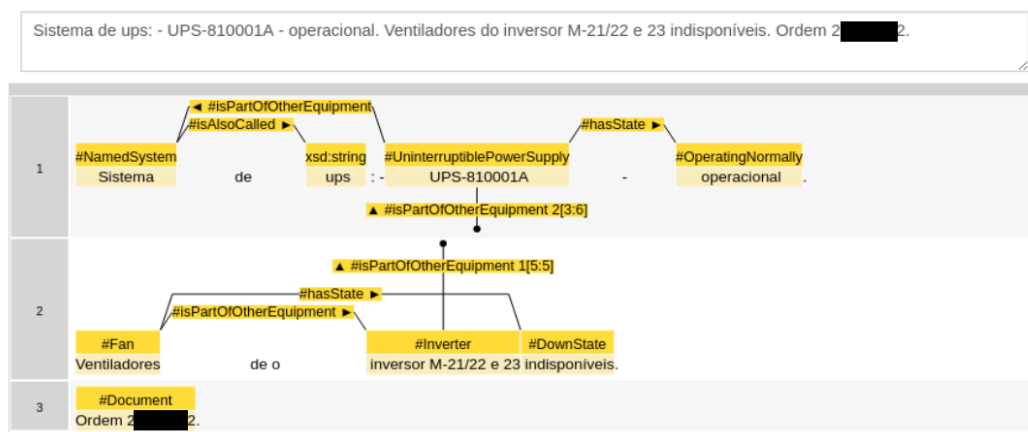 Sistema de ups: - UPS-810001A - operacional. Ventiladores do inversor M-21/22 e 23 indisponíveis. Ordem 2 2.
◄ #isPartOfOtherEquipment
#isAlsoCalled ►
#hasState ►
#NamedSystem xsd:string #UninterruptiblePowerSupply #OperatingNormally
1
Sistema de ups : - UPS-810001A - operacional .
▲ #isPartOfOtherEquipment 2[3:6]
▲ #isPartOfOtherEquipment 1[5:5]
#hasState ►
2
#isPartOfOtherEquipment ►
#Fan #Inverter #DownState
Ventiladores de o inversor M-21/22 e 23 indisponíveis.
#Document
3
Ordem 2 2.